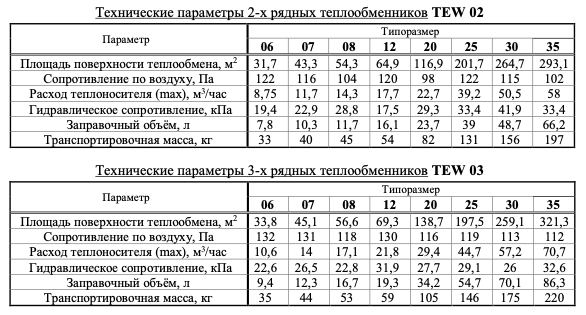 Технические параметры 2-х рядных теплообменников TEW 02
Параметр Типоразмер
06 07 08 12 20 25 30 35
Площадь поверхности теплообмена, м² 31,7 43,3 54,3 64,9 116,9 201,7 264,7 293,1
Сопротивление по воздуху, Па 122 116 104 120 98 122 115 102
Расход теплоносителя (max), м³/час 8,75 11,7 14,3 17,7 22,7 39,2 50,5 58
Гидравлическое сопротивление, кПа 19,4 22,9 28,8 17,5 29,3 33,4 41,9 33,4
Заправочный объём, л 7,8 10,3 11,7 16,1 23,7 39 48,7 66,2
Транспортировочная масса, кг 33 40 45 54 82 131 156 197
Технические параметры 3-х рядных теплообменников TEW 03
Параметр Типоразмер
06 07 08 12 20 25 30 35
Площадь поверхности теплообмена, м² 33,8 45,1 56,6 69,3 138,7 197,5 259,1 321,3
Сопротивление по воздуху, Па 132 131 118 130 116 119 113 112
Расход теплоносителя (max), м³/час 10,6 14 17,1 21,8 29,4 44,7 57,2 70,7
Гидравлическое сопротивление, кПа 22,6 26,5 22,8 31,9 27,7 29,1 26 32,6
Заправочный объём, л 9,4 12,3 16,7 19,3 34,2 54,7 70,1 86,3
Транспортировочная масса, кг 35 44 53 59 105 146 175 220